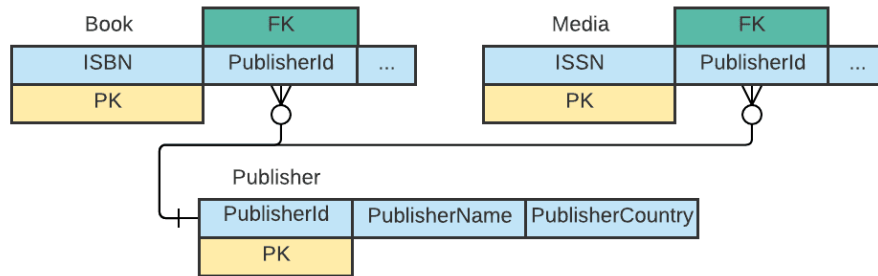 Book FK Media FK
ISBN PublisherId ... ISSN PublisherId ...
PK PK
Publisher
PublisherId PublisherName PublisherCountry
PK